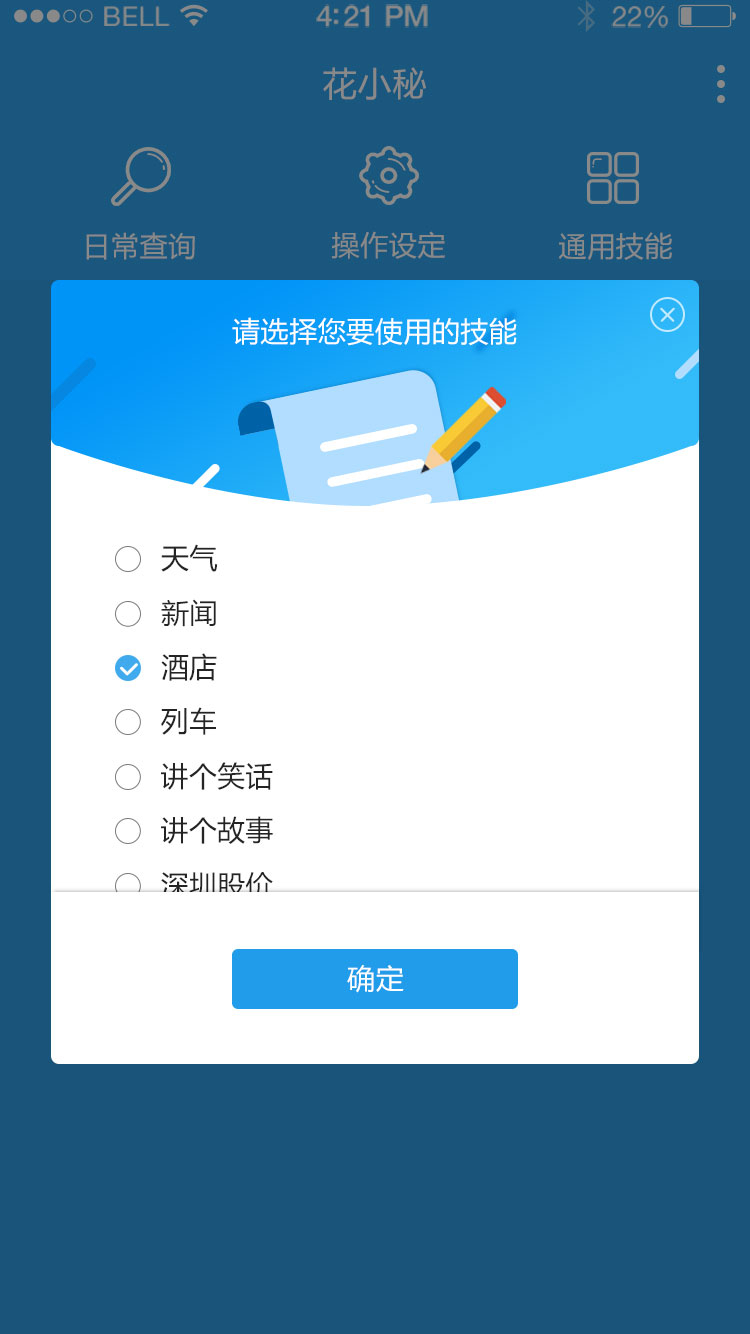 BELL 4:21 PM 22%
花小秘
日常查询 操作设定 通用技能
请选择您要使用的技能
天气
新闻
酒店
列车
讲个笑话
讲个故事
深圳股价
确定